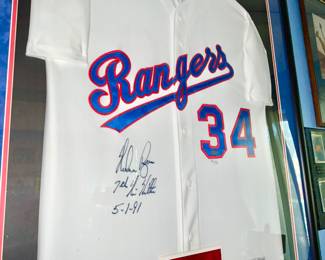 Rangers
34
Nolan Ryan
7th No Hitter
5-1-91